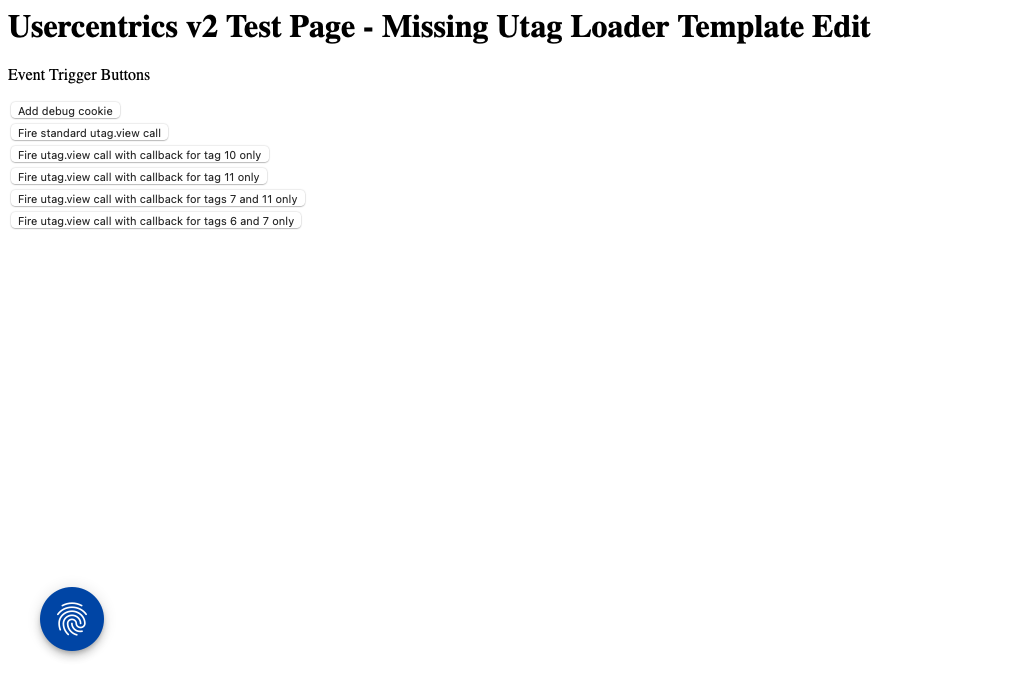 Usercentrics v2 Test Page - Missing Utag Loader Template Edit
Event Trigger Buttons
Add debug cookie
Fire standard utag.view call
Fire utag.view call with callback for tag 10 only
Fire utag.view call with callback for tag 11 only
Fire utag.view call with callback for tags 7 and 11 only
Fire utag.view call with callback for tags 6 and 7 only